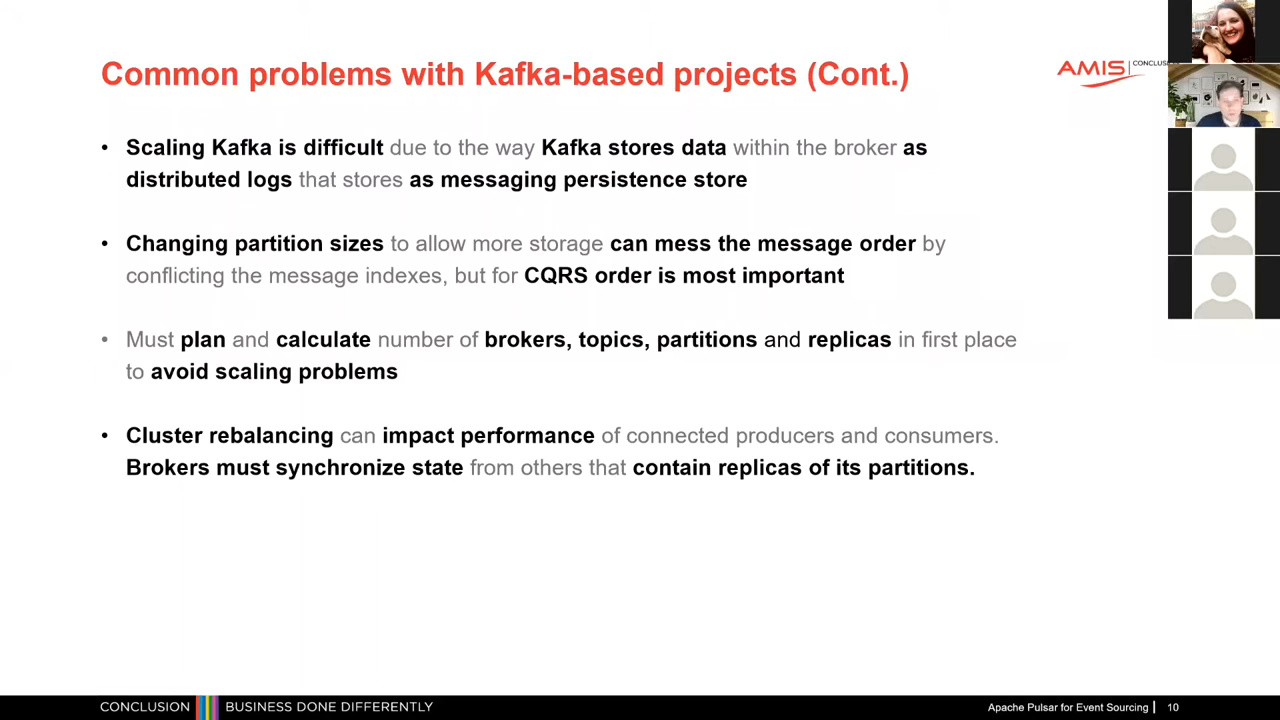 Common problems with Kafka-based projects (Cont.)
AMIS
• Scaling Kafka is difficult due to the way Kafka stores data within the broker as
distributed logs that stores as messaging persistence store
• Changing partition sizes to allow more storage can mess the message order by
conflicting the message indexes, but for CQRS order is most important
• Must plan and calculate number of brokers, topics, partitions and replicas in first place
to avoid scaling problems
• Cluster rebalancing can impact performance of connected producers and consumers.
Brokers must synchronize state from others that contain replicas of its partitions.
CONCLUSION BUSINESS DONE DIFFERENTLY
Apache Pulsar for Event Sourcing 10